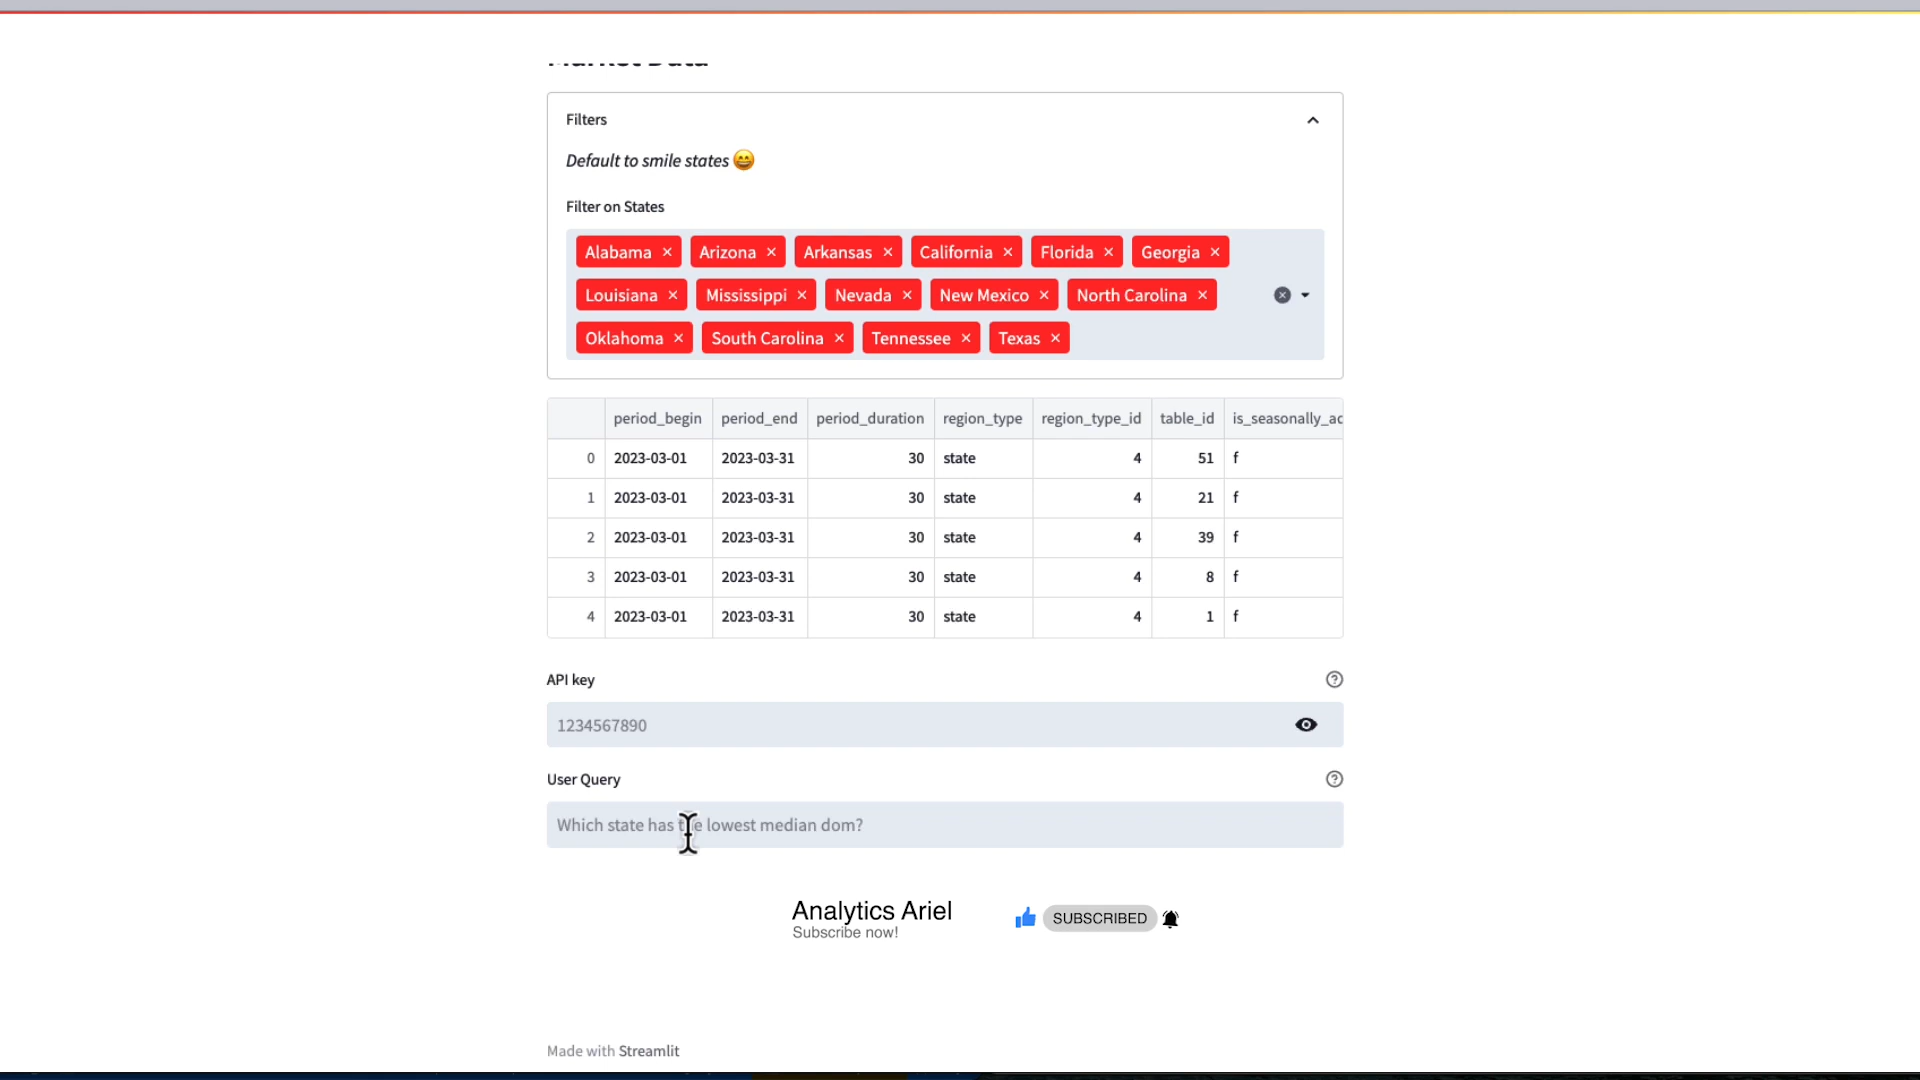 Market Data
Filters
Default to smile states 😄
Filter on States
Alabama × Arizona × Arkansas × California × Florida × Georgia ×
Louisiana × Mississippi × Nevada × New Mexico × North Carolina ×
Oklahoma × South Carolina × Tennessee × Texas ×
period_begin period_end period_duration region_type region_type_id table_id is_seasonally_ad
0 2023-03-01 2023-03-31 30 state 4 51 f
1 2023-03-01 2023-03-31 30 state 4 21 f
2 2023-03-01 2023-03-31 30 state 4 39 f
3 2023-03-01 2023-03-31 30 state 4 8 f
4 2023-03-01 2023-03-31 30 state 4 1 f
API key
1234567890
User Query
Which state has the lowest median dom?
Analytics Ariel
Subscribe now!
SUBSCRIBED
Made with Streamlit